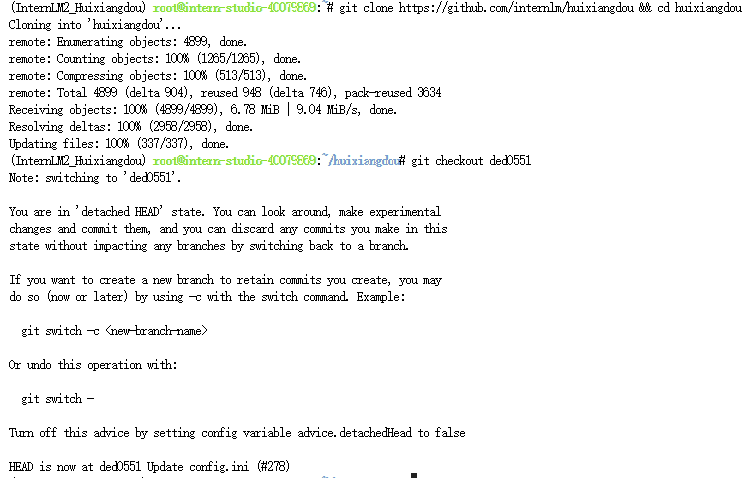 (InternLM2_Huixiangdou) root@intern-studio-40079869:~# git clone https://github.com/internlm/huixiangdou && cd huixiangdou
Cloning into 'huixiangdou'...
remote: Enumerating objects: 4899, done.
remote: Counting objects: 100% (1265/1265), done.
remote: Compressing objects: 100% (513/513), done.
remote: Total 4899 (delta 904), reused 948 (delta 746), pack-reused 3634
Receiving objects: 100% (4899/4899), 6.78 MiB | 9.04 MiB/s, done.
Resolving deltas: 100% (2958/2958), done.
Updating files: 100% (337/337), done.
(InternLM2_Huixiangdou) root@intern-studio-40079869:~/huixiangdou# git checkout ded0551
Note: switching to 'ded0551'.
You are in 'detached HEAD' state. You can look around, make experimental
changes and commit them, and you can discard any commits you make in this
state without impacting any branches by switching back to a branch.
If you want to create a new branch to retain commits you create, you may
do so (now or later) by using -c with the switch command. Example:
git switch -c <new-branch-name>
Or undo this operation with:
git switch -
Turn off this advice by setting config variable advice.detachedHead to false
HEAD is now at ded0551 Update config.ini (#278)